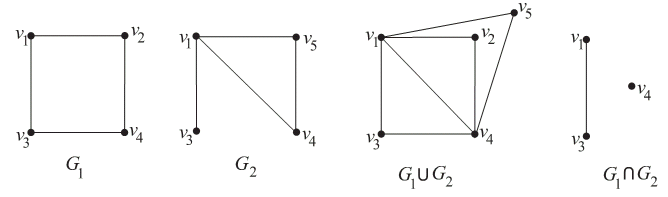 v₁ v₂ v₁ v₅ v₁ v₂ v₅ v₁
v₄
v₃ v₄ v₃ v₄ v₃ v₄ v₃
G₁ G₂ G₁∪G₂ G₁∩G₂